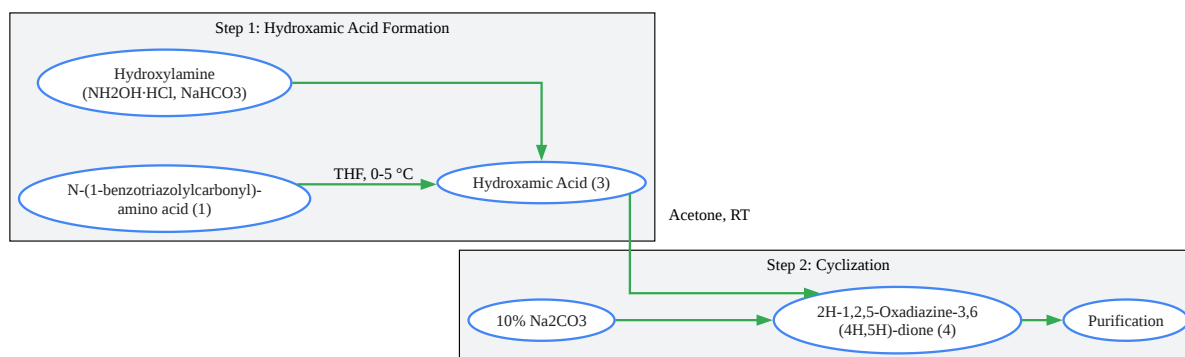 Step 1: Hydroxamic Acid Formation
Hydroxylamine
(NH2OH·HCl, NaHCO3)
THF, 0-5 °C
N-(1-benzotriazolylcarbonyl)-
amino acid (1)
Hydroxamic Acid (3)
Acetone, RT
Step 2: Cyclization
10% Na2CO3
2H-1,2,5-Oxadiazine-3,6
(4H,5H)-dione (4)
Purification